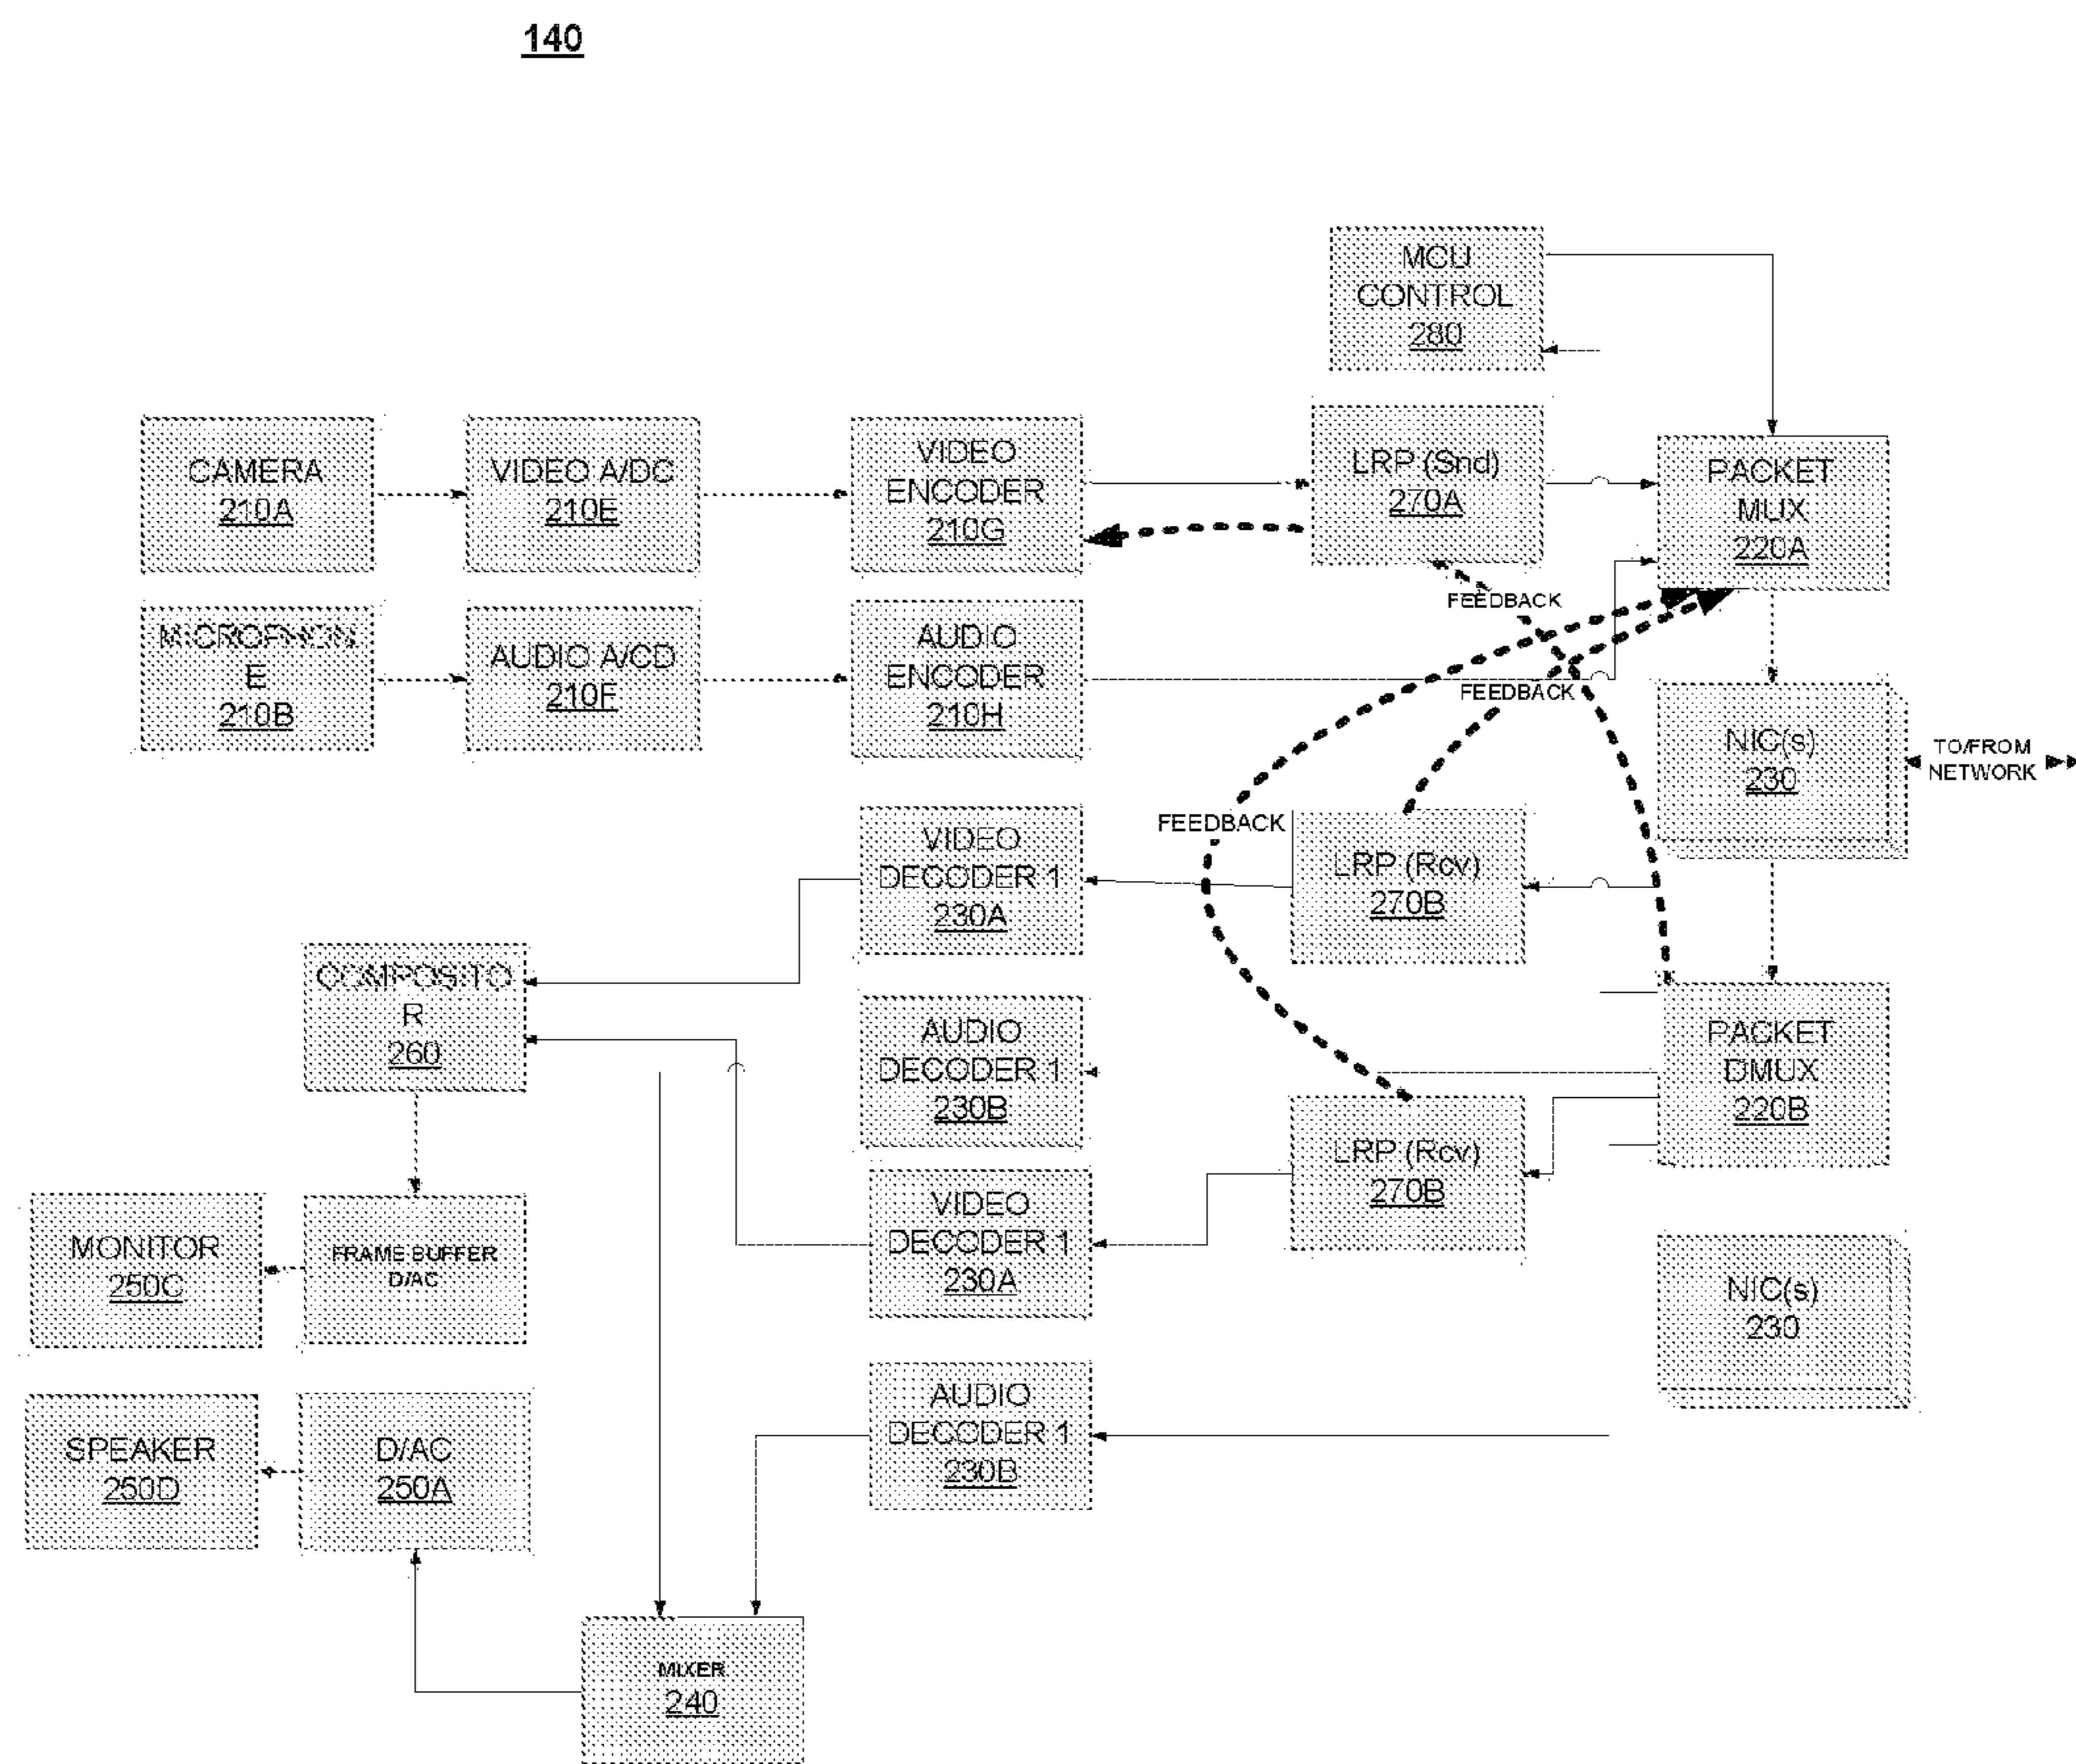 140
MCU
CONTROL
280
CAMERA
210A
VIDEO A/DC
210E
VIDEO
ENCODER
210G
LRP (Snd)
270A
PACKET
MUX
220A
FEEDBACK
MICROPHON
E
210B
AUDIO A/CD
210F
AUDIO
ENCODER
210H
FEEDBACK
NIC(s)
230
TO/FROM
NETWORK
FEEDBACK
VIDEO
DECODER 1
230A
LRP (Rcv)
270B
COMPOSITO
R
260
AUDIO
DECODER 1
230B
PACKET
DMUX
220B
LRP (Rcv)
270B
MONITOR
250C
FRAME BUFFER
D/AC
VIDEO
DECODER 1
230A
NIC(s)
230
SPEAKER
250D
D/AC
250A
AUDIO
DECODER 1
230B
MIXER
240